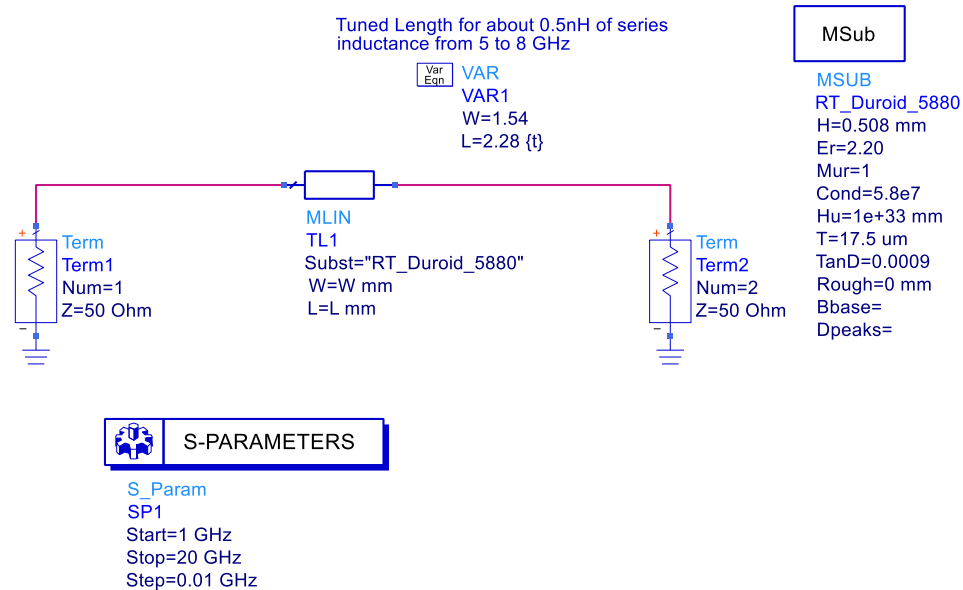 Tuned Length for about 0.5nH of series
inductance from 5 to 8 GHz
Var
Eqn
VAR
VAR1
W=1.54
L=2.28 {t}
MSub
MSUB
RT_Duroid_5880
H=0.508 mm
Er=2.20
Mur=1
Cond=5.8e7
Hu=1e+33 mm
T=17.5 um
TanD=0.0009
Rough=0 mm
Bbase=
Dpeaks=
MLIN
TL1
Subst="RT_Duroid_5880"
W=W mm
L=L mm
+
Term
Term1
Num=1
Z=50 Ohm
−
+
Term
Term2
Num=2
Z=50 Ohm
−
S-PARAMETERS
S_Param
SP1
Start=1 GHz
Stop=20 GHz
Step=0.01 GHz